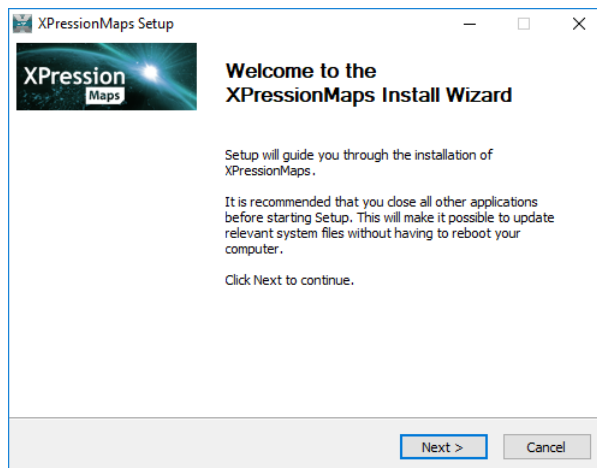 XPressionMaps Setup
XPression
Maps
Welcome to the
XPressionMaps Install Wizard
Setup will guide you through the installation of
XPressionMaps.
It is recommended that you close all other applications
before starting Setup. This will make it possible to update
relevant system files without having to reboot your
computer.
Click Next to continue.
Next >
Cancel